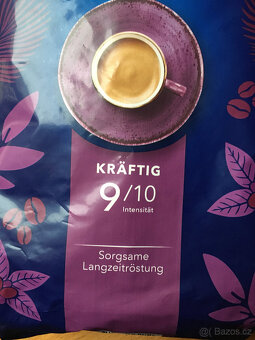 KRÄFTIG
9/10
Intensität
Sorgsame
Langzeitröstung
© Bazos.cz